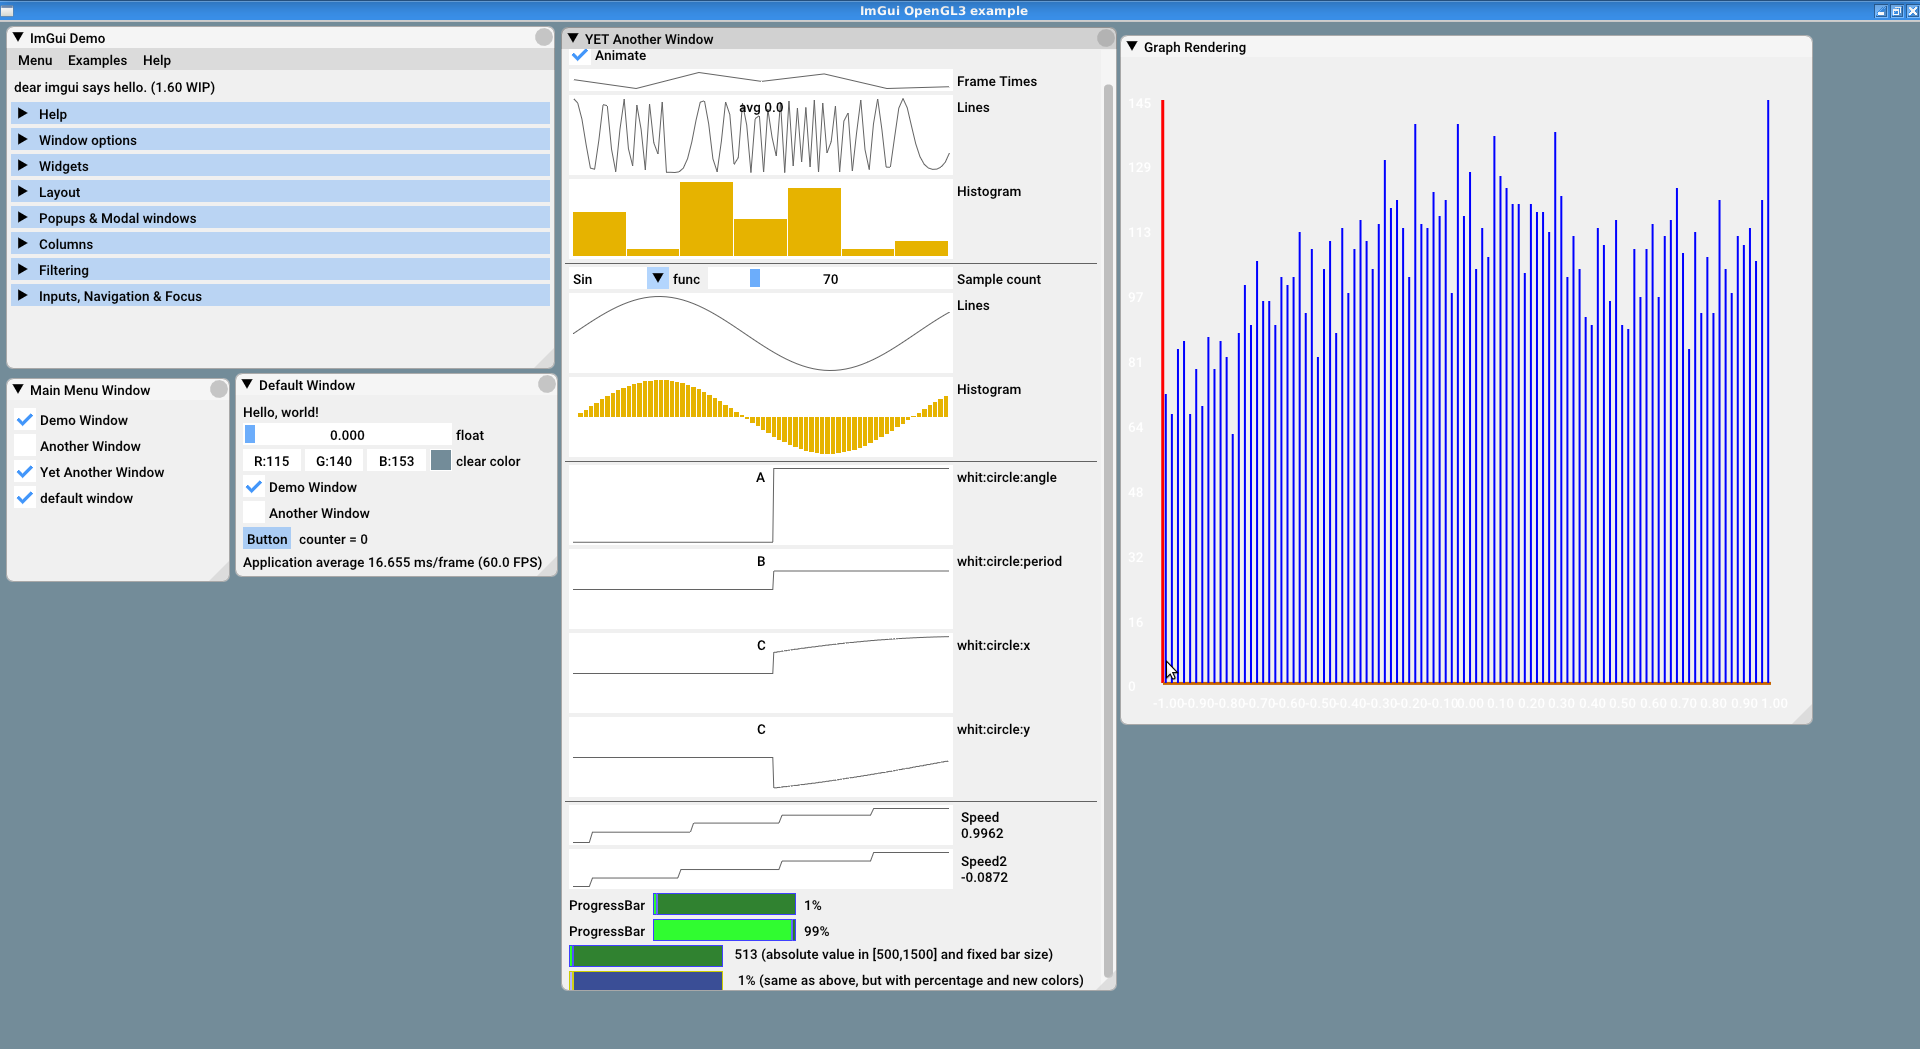 ImGui OpenGL3 example
ImGui Demo
Menu Examples Help
dear imgui says hello. (1.60 WIP)
Help
Window options
Widgets
Layout
Popups & Modal windows
Columns
Filtering
Inputs, Navigation & Focus
Main Menu Window
Demo Window
Another Window
Yet Another Window
default window
Default Window
Hello, world!
0.000 float
R:115 G:140 B:153 clear color
Demo Window
Another Window
Button counter = 0
Application average 16.655 ms/frame (60.0 FPS)
YET Another Window
Animate
Frame Times
avg 0.0 Lines
Histogram
Sin func 70 Sample count
Lines
Histogram
A whit:circle:angle
B whit:circle:period
C whit:circle:x
C whit:circle:y
Speed
0.9962
Speed2
-0.0872
ProgressBar 1%
ProgressBar 99%
513 (absolute value in [500,1500] and fixed bar size)
1% (same as above, but with percentage and new colors)
Graph Rendering
145
129
113
97
81
64
48
32
16
0
-1.00-0.90-0.80-0.70-0.60-0.50-0.40-0.30-0.20-0.100.00 0.10 0.20 0.30 0.40 0.50 0.60 0.70 0.80 0.90 1.00